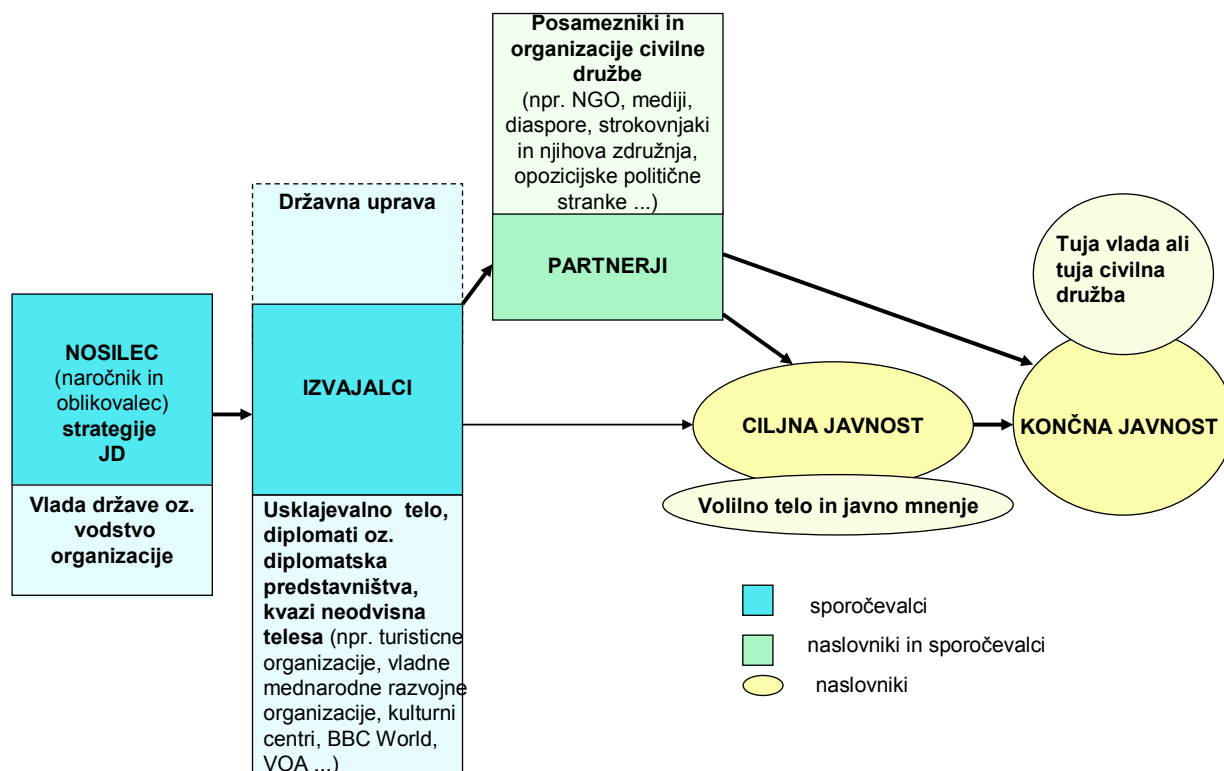 Posamezniki in
organizacije civilne
družbe
(npr. NGO, mediji,
diaspore, strokovnjaki
in njihova združnja,
opozicijske politične
stranke ...)
PARTNERJI
Državna uprava
IZVAJALCI
Usklajevalno telo,
diplomati oz.
diplomatska
predstavništva,
kvazi neodvisna
telesa (npr. turisticne
organizacije, vladne
mednarodne razvojne
organizacije, kulturni
centri, BBC World,
VOA ...)
NOSILEC
(naročnik in
oblikovalec)
strategije
JD
Vlada države oz.
vodstvo
organizacije
Tuja vlada ali
tuja civilna
družba
KONČNA JAVNOST
CILJNA JAVNOST
Volilno telo in javno mnenje
sporočevalci
naslovniki in sporočevalci
naslovniki